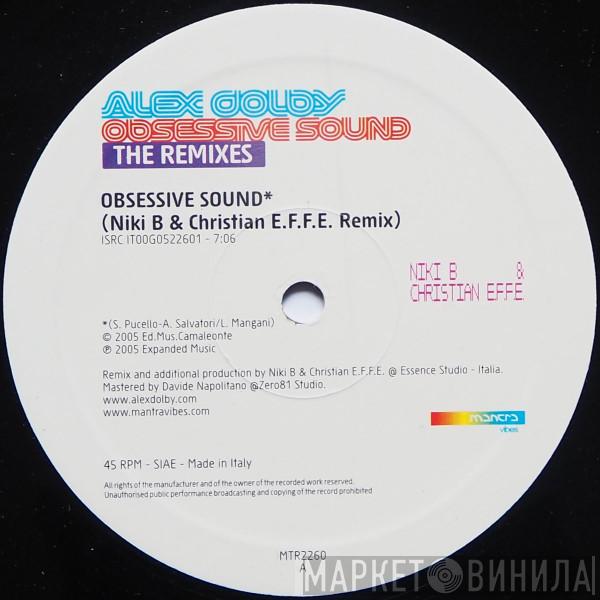 ALEX DOLBY
OBSESSIVE SOUND
THE REMIXES
OBSESSIVE SOUND*
(Niki B & Christian E.F.F.E. Remix)
ISRC IT00G0522601 - 7:06
NIKI B &
CHRISTIAN E.F.F.E.
*(S. Pucello-A. Salvatori/L. Mangani)
© 2005 Ed.Mus.Camaleonte
℗ 2005 Expanded Music
Remix and additional production by Niki B & Christian E.F.F.E. @ Essence Studio - Italia.
Mastered by Davide Napolitano @Zero81 Studio.
www.alexdolby.com
www.mantravibes.com
mantra
vibes
45 RPM - SIAE - Made in Italy
All rights of the manufacturer and of the owner of the recorded work reserved.
Unauthorised public performance broadcasting and copying of the record prohibited
MTR2260
A
МАРКЕТ ВИНИЛА